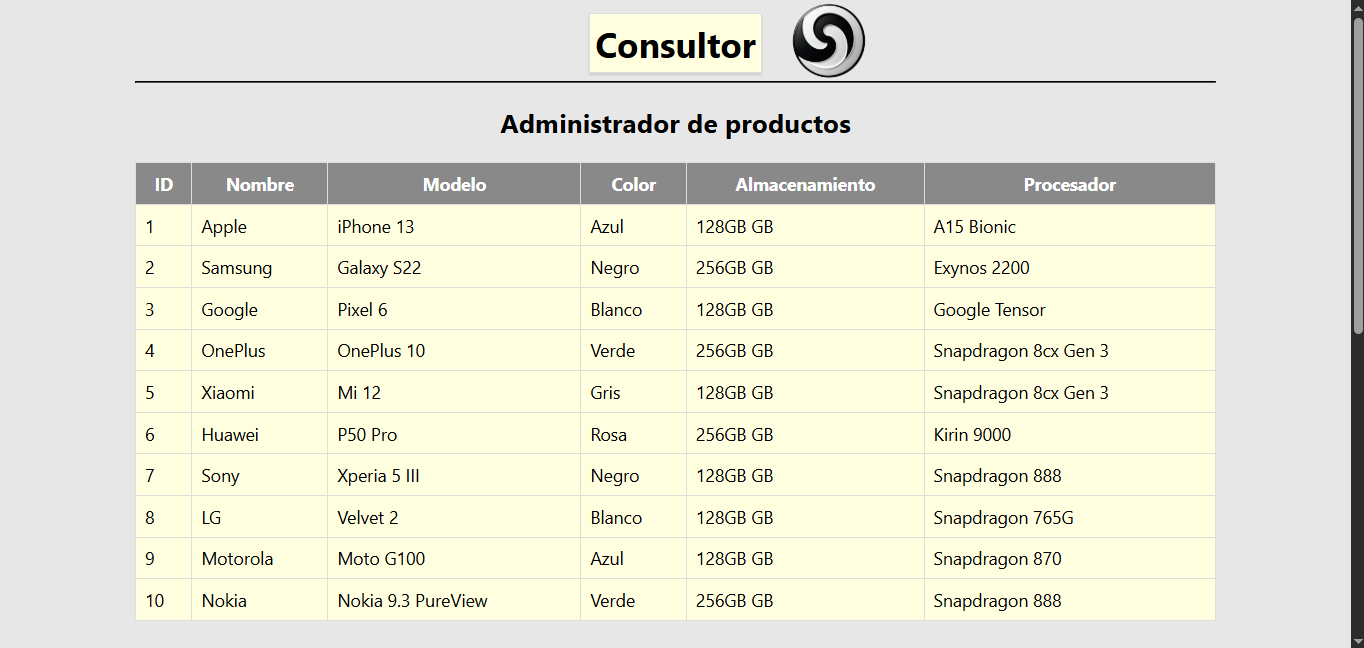 Consultor
Administrador de productos
ID Nombre Modelo Color Almacenamiento Procesador
1 Apple iPhone 13 Azul 128GB GB A15 Bionic
2 Samsung Galaxy S22 Negro 256GB GB Exynos 2200
3 Google Pixel 6 Blanco 128GB GB Google Tensor
4 OnePlus OnePlus 10 Verde 256GB GB Snapdragon 8cx Gen 3
5 Xiaomi Mi 12 Gris 128GB GB Snapdragon 8cx Gen 3
6 Huawei P50 Pro Rosa 256GB GB Kirin 9000
7 Sony Xperia 5 III Negro 128GB GB Snapdragon 888
8 LG Velvet 2 Blanco 128GB GB Snapdragon 765G
9 Motorola Moto G100 Azul 128GB GB Snapdragon 870
10 Nokia Nokia 9.3 PureView Verde 256GB GB Snapdragon 888